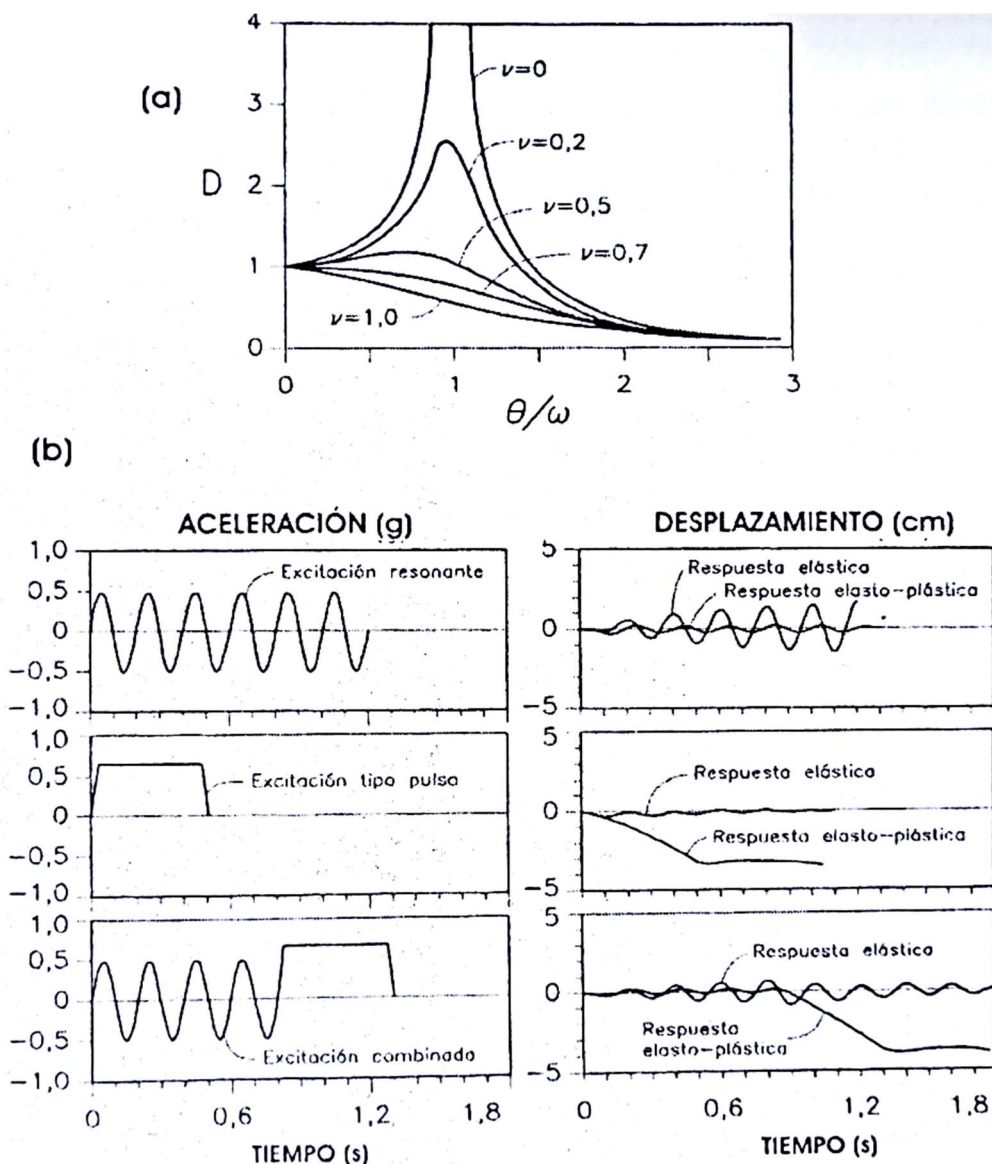 (a)
4
3
D
2
1
0
ν=0
ν=0,2
ν=0,5
ν=0,7
ν=1,0
0 1 2 3
θ/ω
(b)
ACELERACIÓN (g)
1,0
0,5
0
−0,5
−1,0
Excitación resonante
1,0
0,5
0
−0,5
−1,0
Excitación tipo pulso
1,0
0,5
0
−0,5
−1,0
Excitación combinada
0 0,6 1,2 1,8
TIEMPO (s)
DESPLAZAMIENTO (cm)
5
0
−5
Respuesta elástica
Respuesta elasto−plástica
5
0
−5
Respuesta elástica
Respuesta elasto−plástica
5
0
−5
Respuesta elástica
Respuesta
elasto−plástica
0 0,6 1,2 1,8
TIEMPO (s)